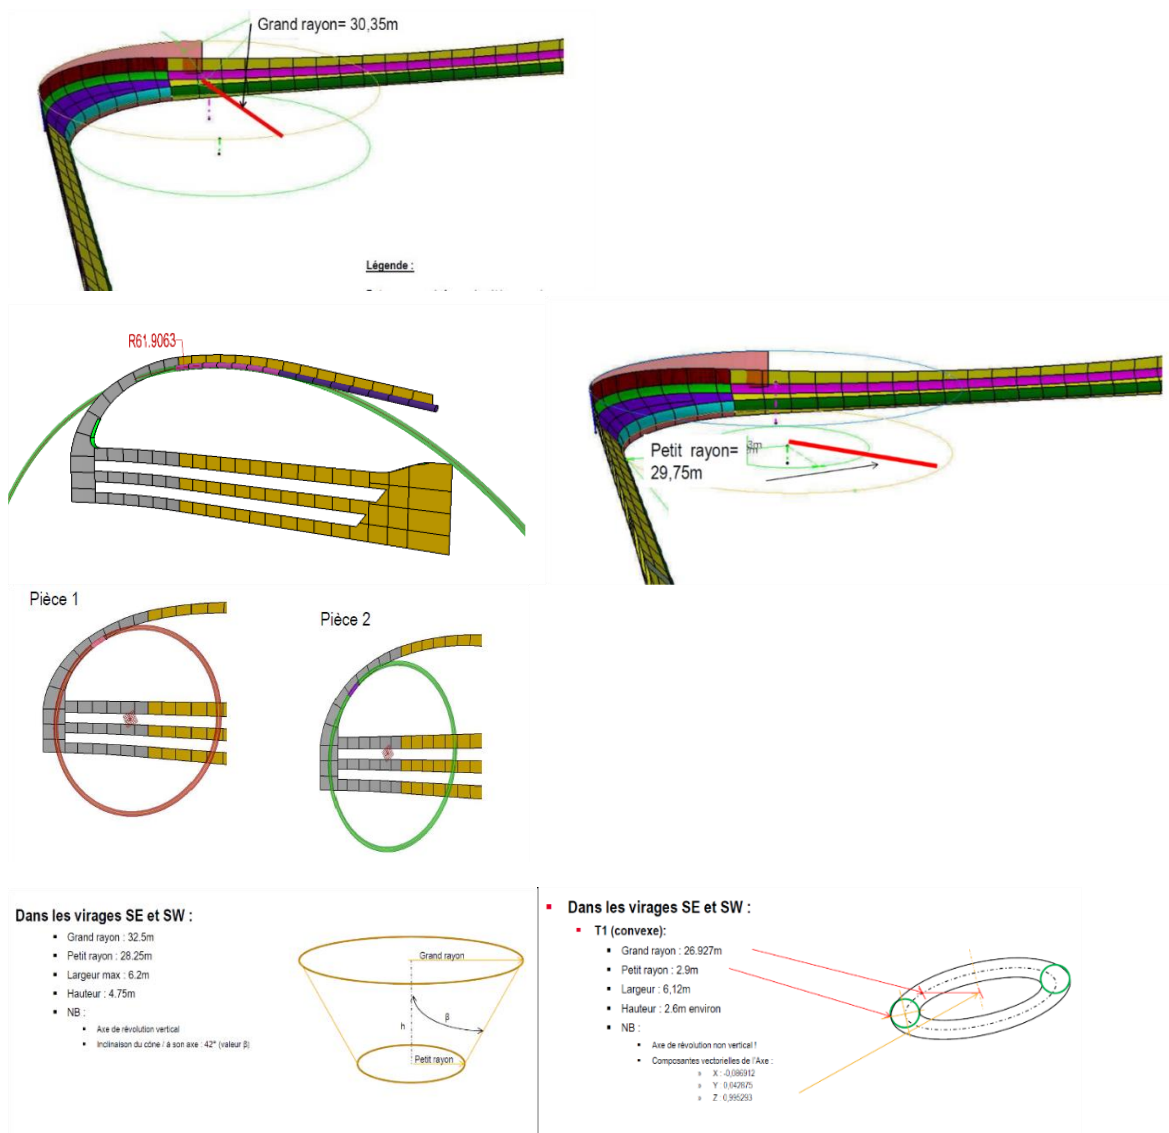 Grand rayon= 30,35m
Légende :
R61.9063
Petit rayon=
29,75m
3m
Pièce 1
Pièce 2
Dans les virages SE et SW :
▪ Grand rayon : 32.5m
▪ Petit rayon : 28.25m
▪ Largeur max : 6.2m
▪ Hauteur : 4.75m
▪ NB :
▪ Axe de révolution vertical
▪ Inclinaison du cône / à son axe : 42° (valeur β)
Grand rayon
β
h
Petit rayon
▪ Dans les virages SE et SW :
▪ T1 (convexe):
▪ Grand rayon : 26.927m
▪ Petit rayon : 2.9m
▪ Largeur : 6,12m
▪ Hauteur : 2.6m environ
▪ NB :
▪ Axe de révolution non vertical !
▪ Composantes vectorielles de l'Axe :
» X : -0,086912
» Y : 0,042875
» Z : 0,995293